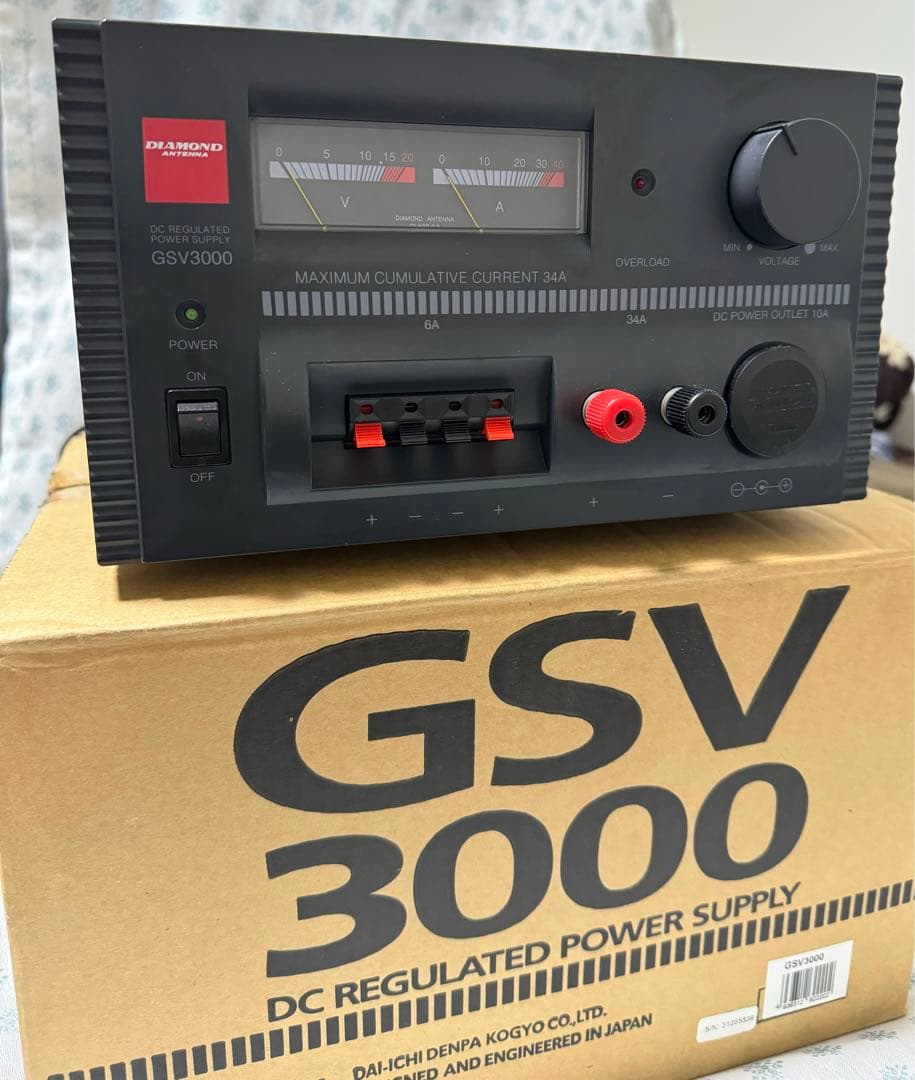 DIAMOND
ANTENNA
DC REGULATED
POWER SUPPLY
GSV3000
0 5 10 15 20
V
0 10 20 30 40
A
DIAMOND ANTENNA
OVERLOAD
MIN MAX
VOLTAGE
MAXIMUM CUMULATIVE CURRENT 34A
6A
34A
DC POWER OUTLET 10A
POWER
ON
OFF
+ − − +
+ −
− +
GSV
3000
DC REGULATED POWER SUPPLY
DAI-ICHI DENPA KOGYO CO.,LTD.
NED AND ENGINEERED IN JAPAN
GSV3000
S/N: 31205536